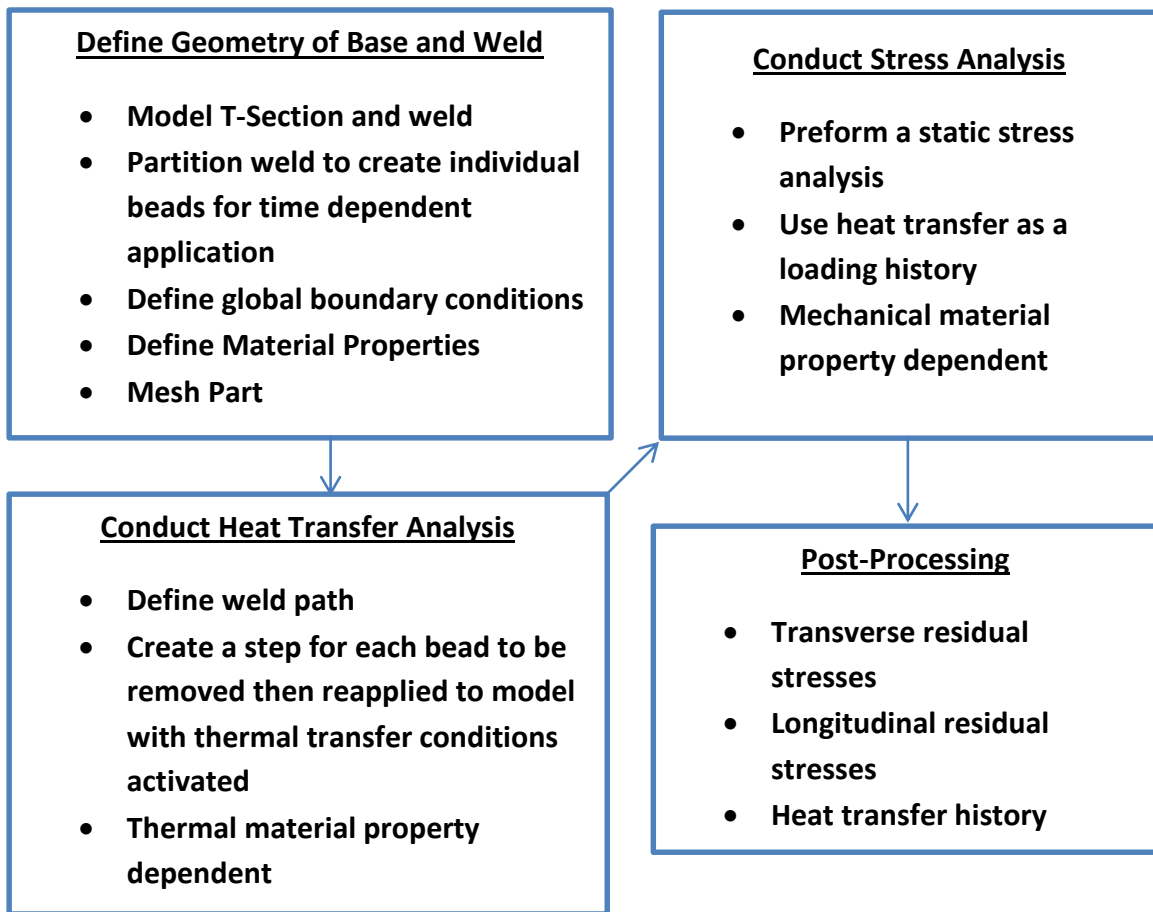 Define Geometry of Base and Weld
• Model T-Section and weld
• Partition weld to create individual
beads for time dependent
application
• Define global boundary conditions
• Define Material Properties
• Mesh Part
Conduct Heat Transfer Analysis
• Define weld path
• Create a step for each bead to be
removed then reapplied to model
with thermal transfer conditions
activated
• Thermal material property
dependent
Conduct Stress Analysis
• Preform a static stress
analysis
• Use heat transfer as a
loading history
• Mechanical material
property dependent
Post-Processing
• Transverse residual
stresses
• Longitudinal residual
stresses
• Heat transfer history